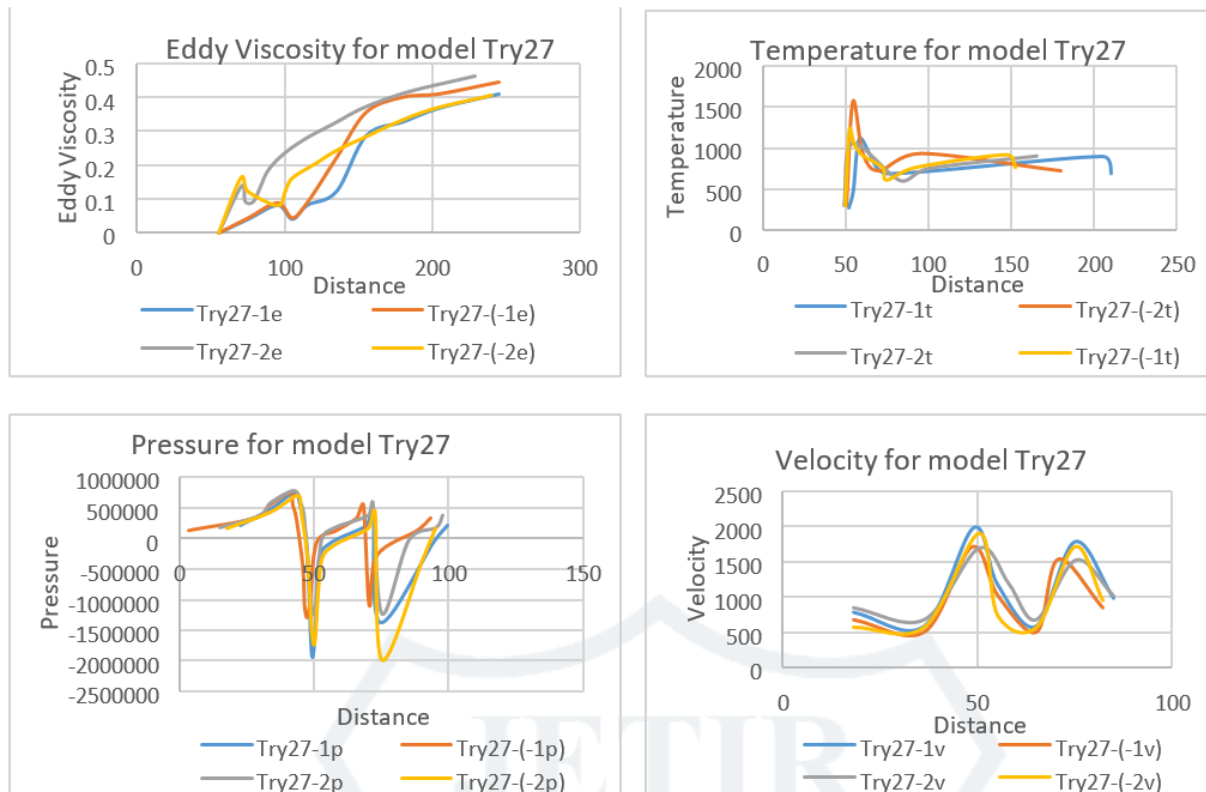 Eddy Viscosity for model Try27
0.5
0.4
0.3
0.2
0.1
0
Eddy Viscosity
0 100 200 300
Distance
Try27-1e Try27-(-1e)
Try27-2e Try27-(-2e)
Temperature for model Try27
2000
1500
1000
500
0
Temperature
0 50 100 150 200 250
Distance
Try27-1t Try27-(-2t)
Try27-2t Try27-(-1t)
Pressure for model Try27
1000000
500000
0
-500000
-1000000
-1500000
-2000000
-2500000
Pressure
0 50 100 150
Distance
Try27-1p Try27-(-1p)
Try27-2p Try27-(-2p)
Velocity for model Try27
2500
2000
1500
1000
500
0
Velocity
0 50 100
Distance
Try27-1v Try27-(-1v)
Try27-2v Try27-(-2v)
JETIR